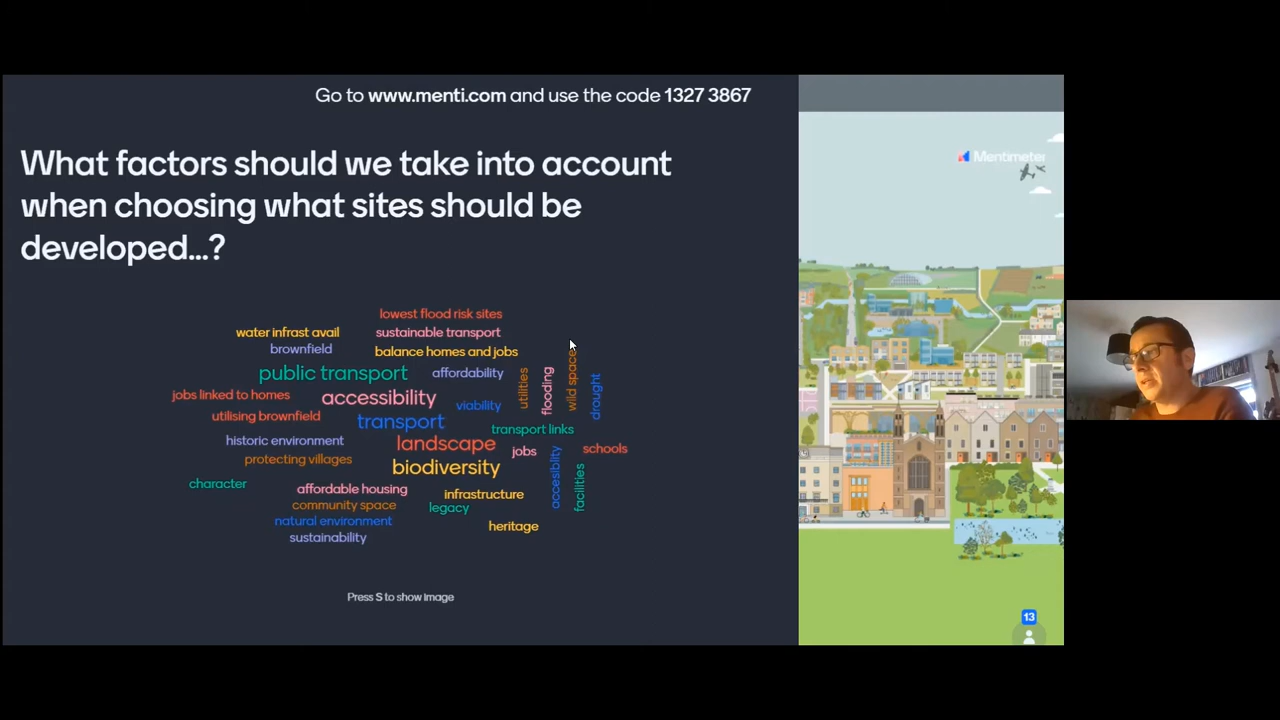 Go to www.menti.com and use the code 1327 3867
Mentimeter
What factors should we take into account
when choosing what sites should be
developed...?
lowest flood risk sites
water infrast avail
sustainable transport
brownfield
balance homes and jobs
public transport
affordability
utilities
flooding
wild space
drought
jobs linked to homes
accessibility
viability
utilising brownfield
transport
transport links
historic environment
landscape
jobs
schools
protecting villages
biodiversity
accesiblity
facilities
character
affordable housing
infrastructure
community space
legacy
natural environment
heritage
sustainability
Press S to show image
13